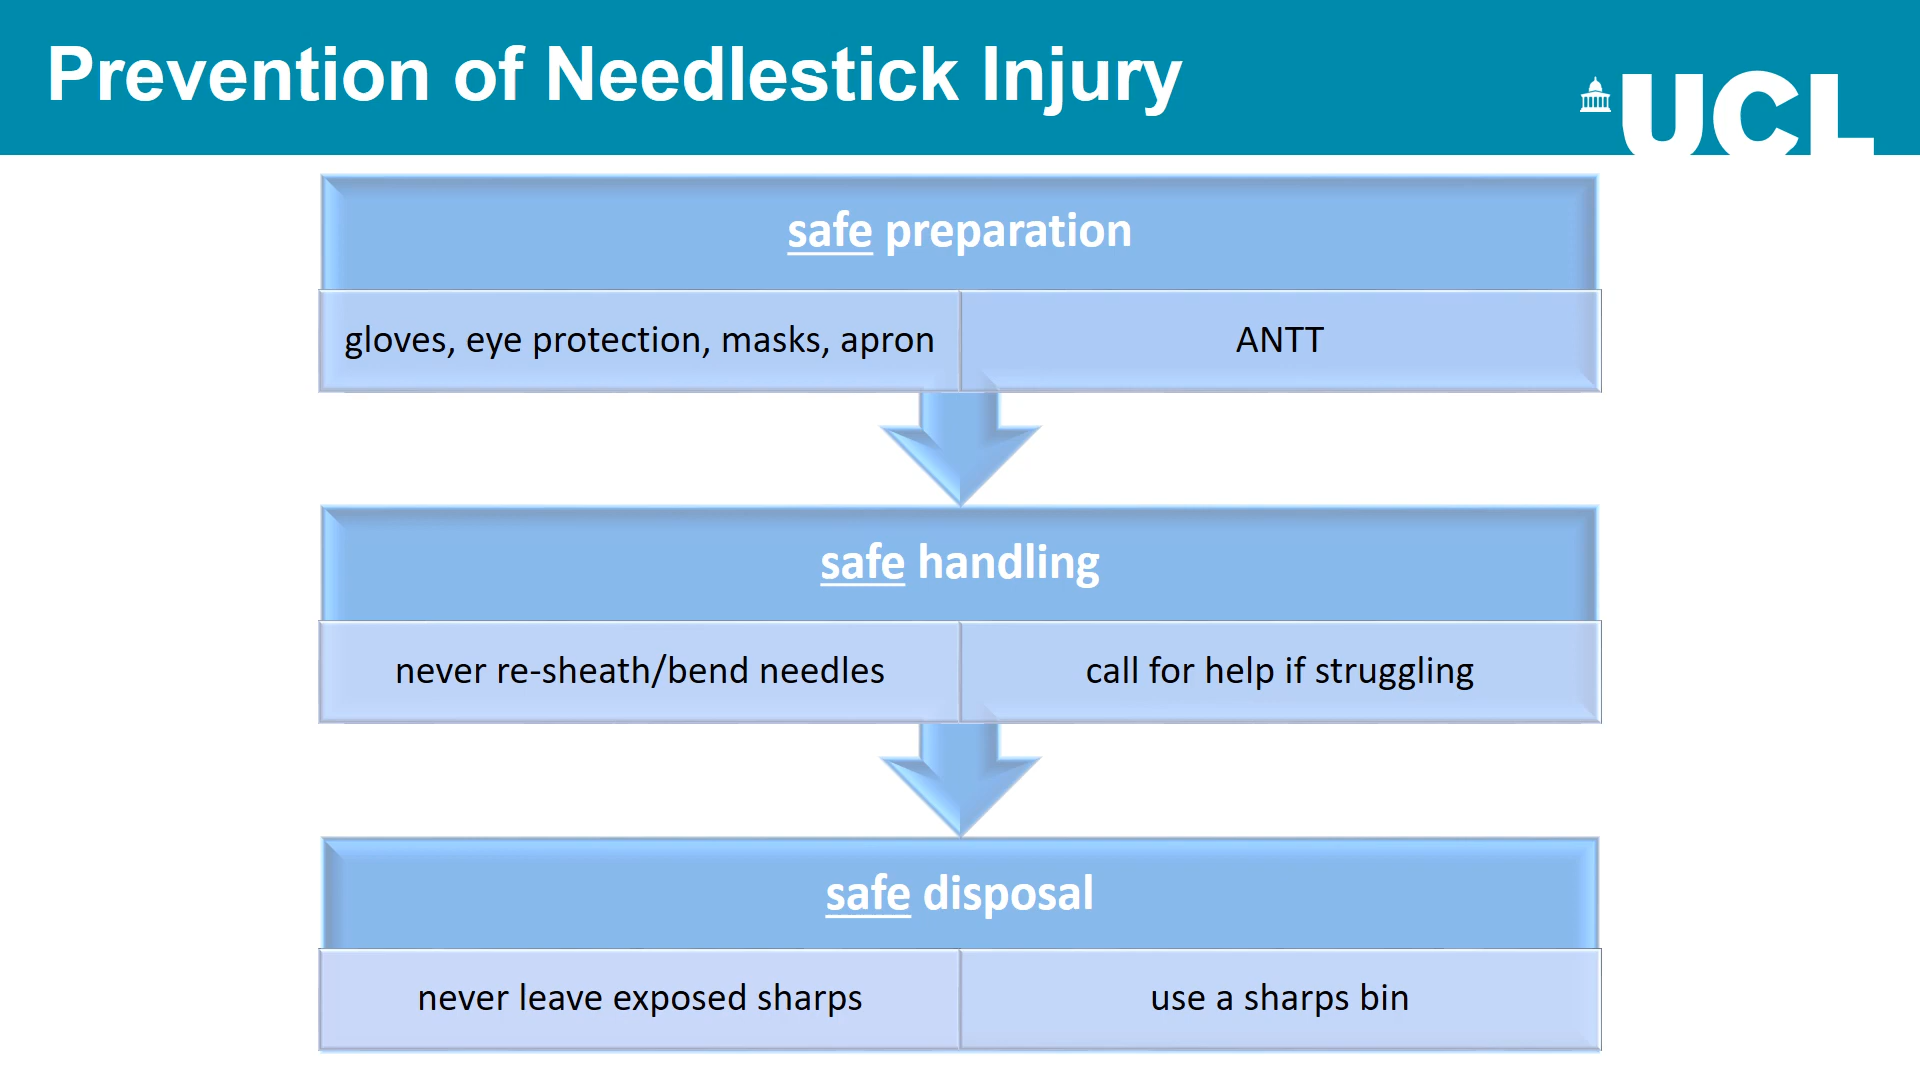 Prevention of Needlestick Injury
UCL
safe preparation
gloves, eye protection, masks, apron
ANTT
safe handling
never re-sheath/bend needles
call for help if struggling
safe disposal
never leave exposed sharps
use a sharps bin